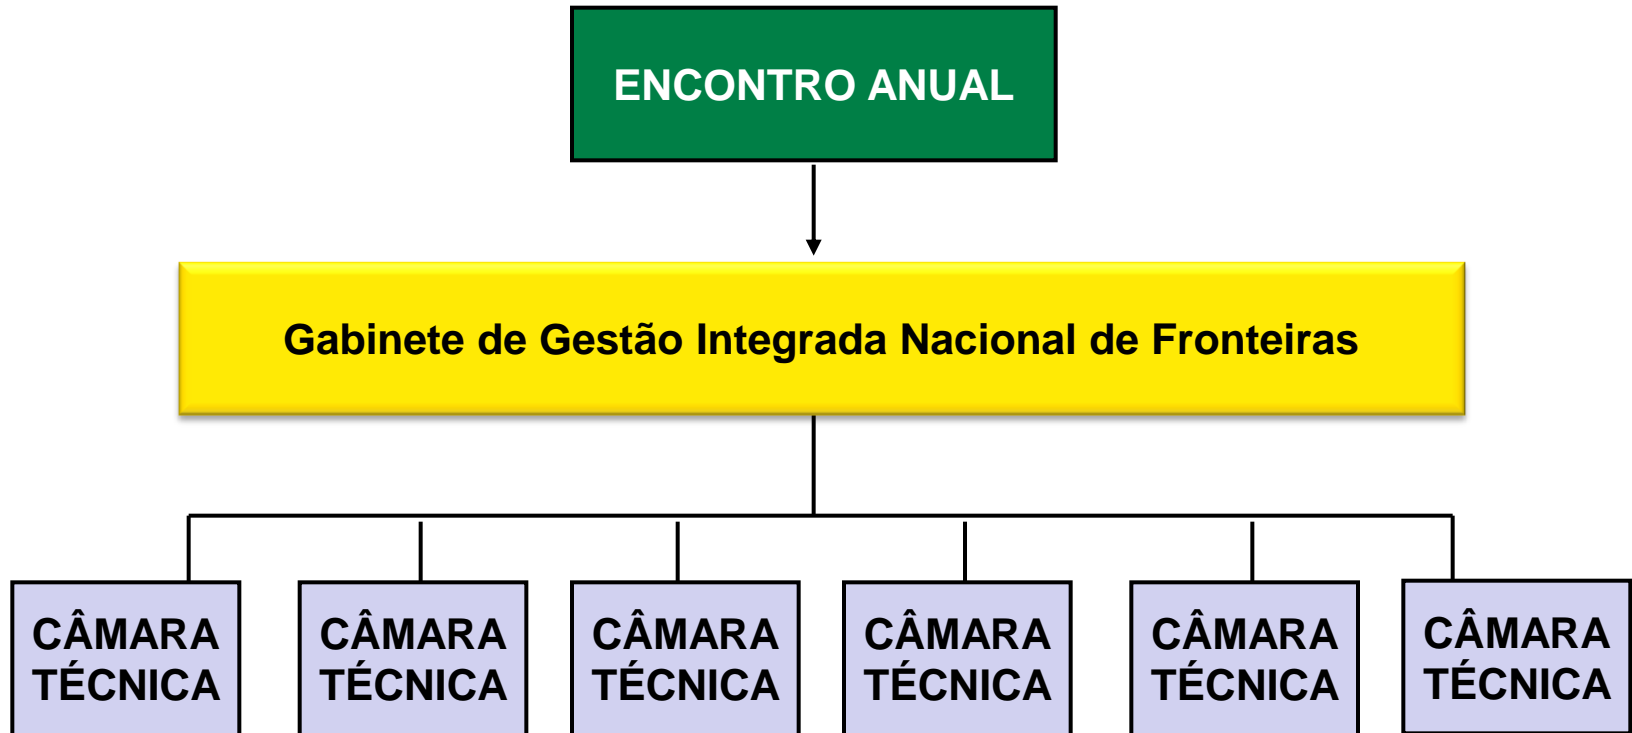 ENCONTRO ANUAL
Gabinete de Gestão Integrada Nacional de Fronteiras
CÂMARA
TÉCNICA
CÂMARA
TÉCNICA
CÂMARA
TÉCNICA
CÂMARA
TÉCNICA
CÂMARA
TÉCNICA
CÂMARA
TÉCNICA